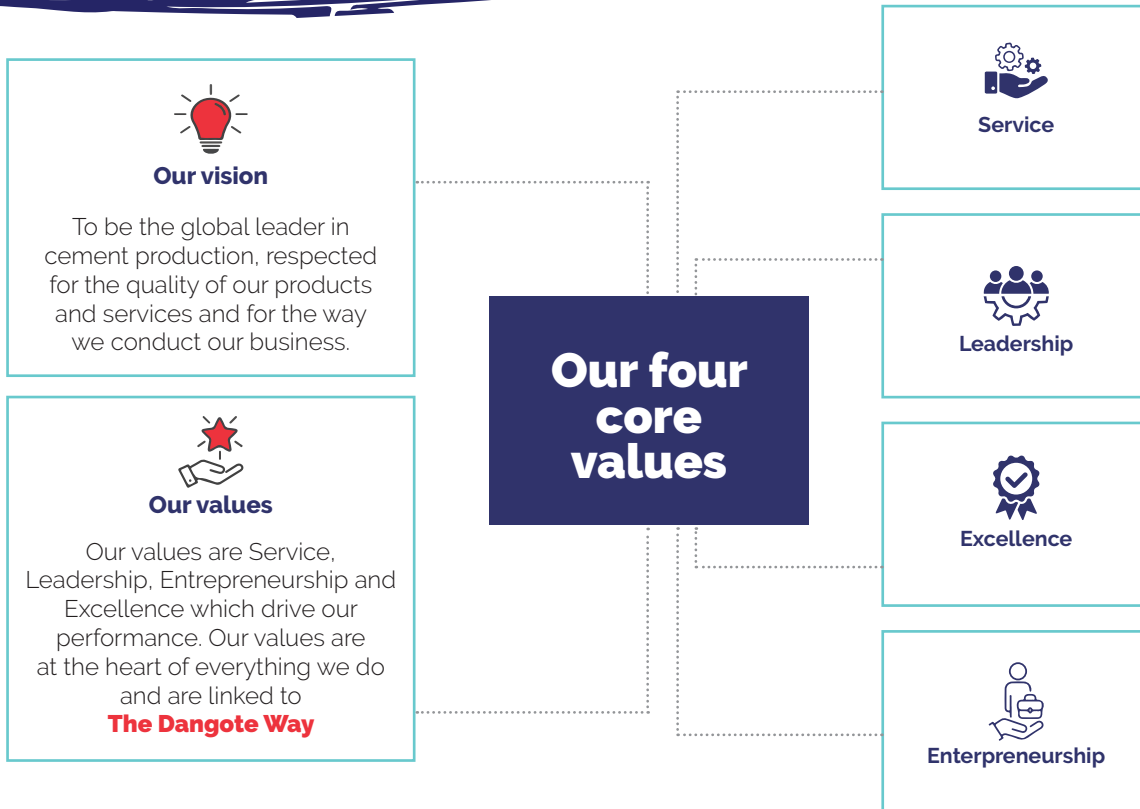 Our vision
To be the global leader in
cement production, respected
for the quality of our products
and services and for the way
we conduct our business.
Our values
Our values are Service,
Leadership, Entrepreneurship and
Excellence which drive our
performance. Our values are
at the heart of everything we do
and are linked to
The Dangote Way
Our four
core
values
Service
Leadership
Excellence
Enterpreneurship